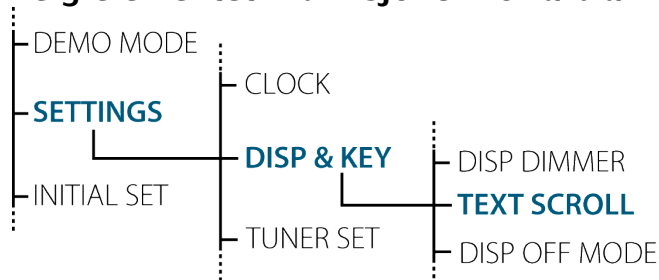 DEMO MODE
CLOCK
SETTINGS
DISP & KEY
DISP DIMMER
INITIAL SET
TEXT SCROLL
TUNER SET
DISP OFF MODE